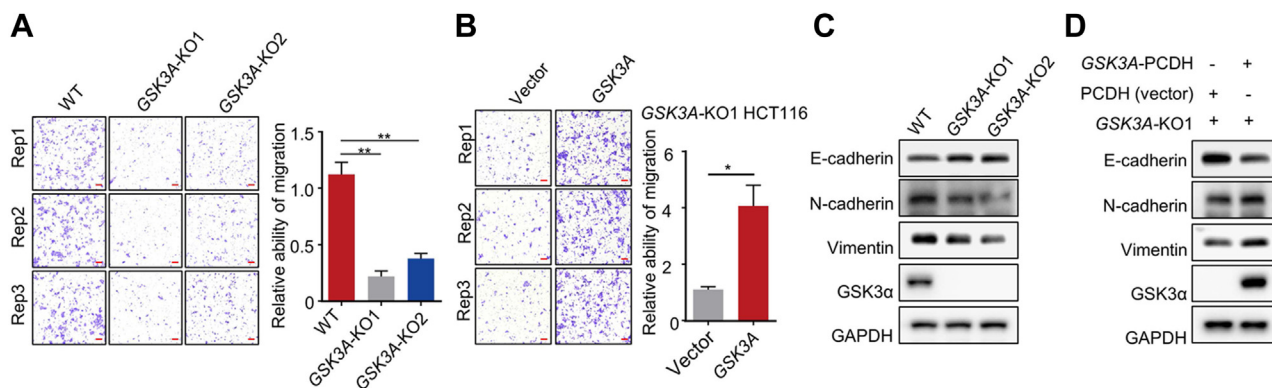 A
WT
GSK3A-KO1
GSK3A-KO2
Rep1
Rep2
Rep3
Relative ability of migration
1.5
1.0
0.5
0.0
**
**
WT
GSK3A-KO1
GSK3A-KO2
B
Vector
GSK3A
Rep1
Rep2
Rep3
GSK3A-KO1 HCT116
Relative ability of migration
6
4
2
0
*
Vector
GSK3A
C
WT
GSK3A-KO1
GSK3A-KO2
E-cadherin
N-cadherin
Vimentin
GSK3α
GAPDH
D
GSK3A-PCDH - +
PCDH (vector) + -
GSK3A-KO1 + +
E-cadherin
N-cadherin
Vimentin
GSK3α
GAPDH